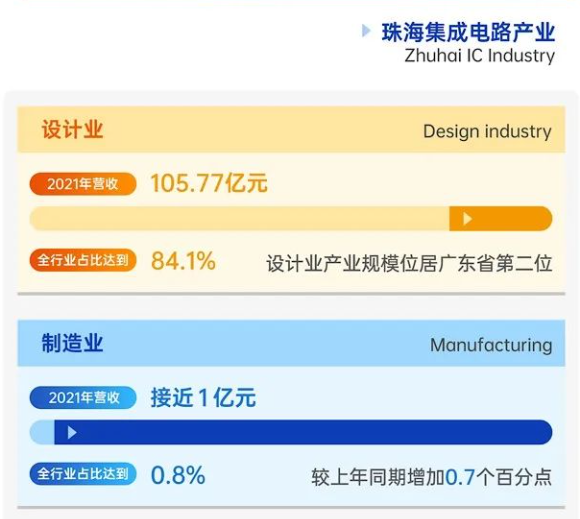 珠海集成电路产业
Zhuhai IC Industry
设计业
Design industry
2021年营收
105.77亿元
全行业占比达到
84.1%
设计业产业规模位居广东省第二位
制造业
Manufacturing
2021年营收
接近1亿元
全行业占比达到
0.8%
较上年同期增加0.7个百分点